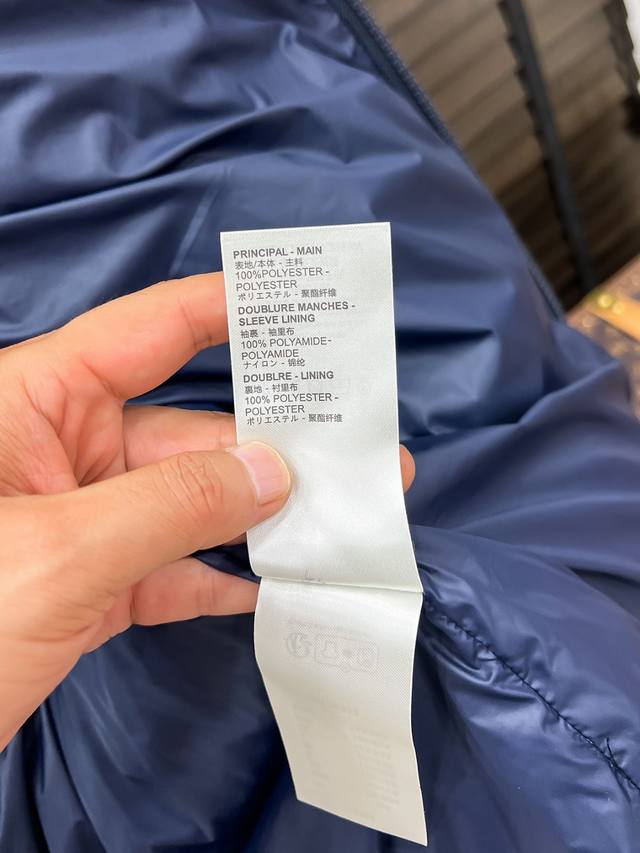 PRINCIPAL - MAIN
表地/本体 - 主料
100%POLYESTER -
POLYESTER
ポリエステル - 聚酯纤维
DOUBLURE MANCHES -
SLEEVE LINING
袖裏 - 袖里布
100% POLYAMIDE-
POLYAMIDE
ナイロン - 锦纶
DOUBLRE - LINING
裏地 - 衬里布
100% POLYESTER -
POLYESTER
ポリエステル - 聚酯纤维